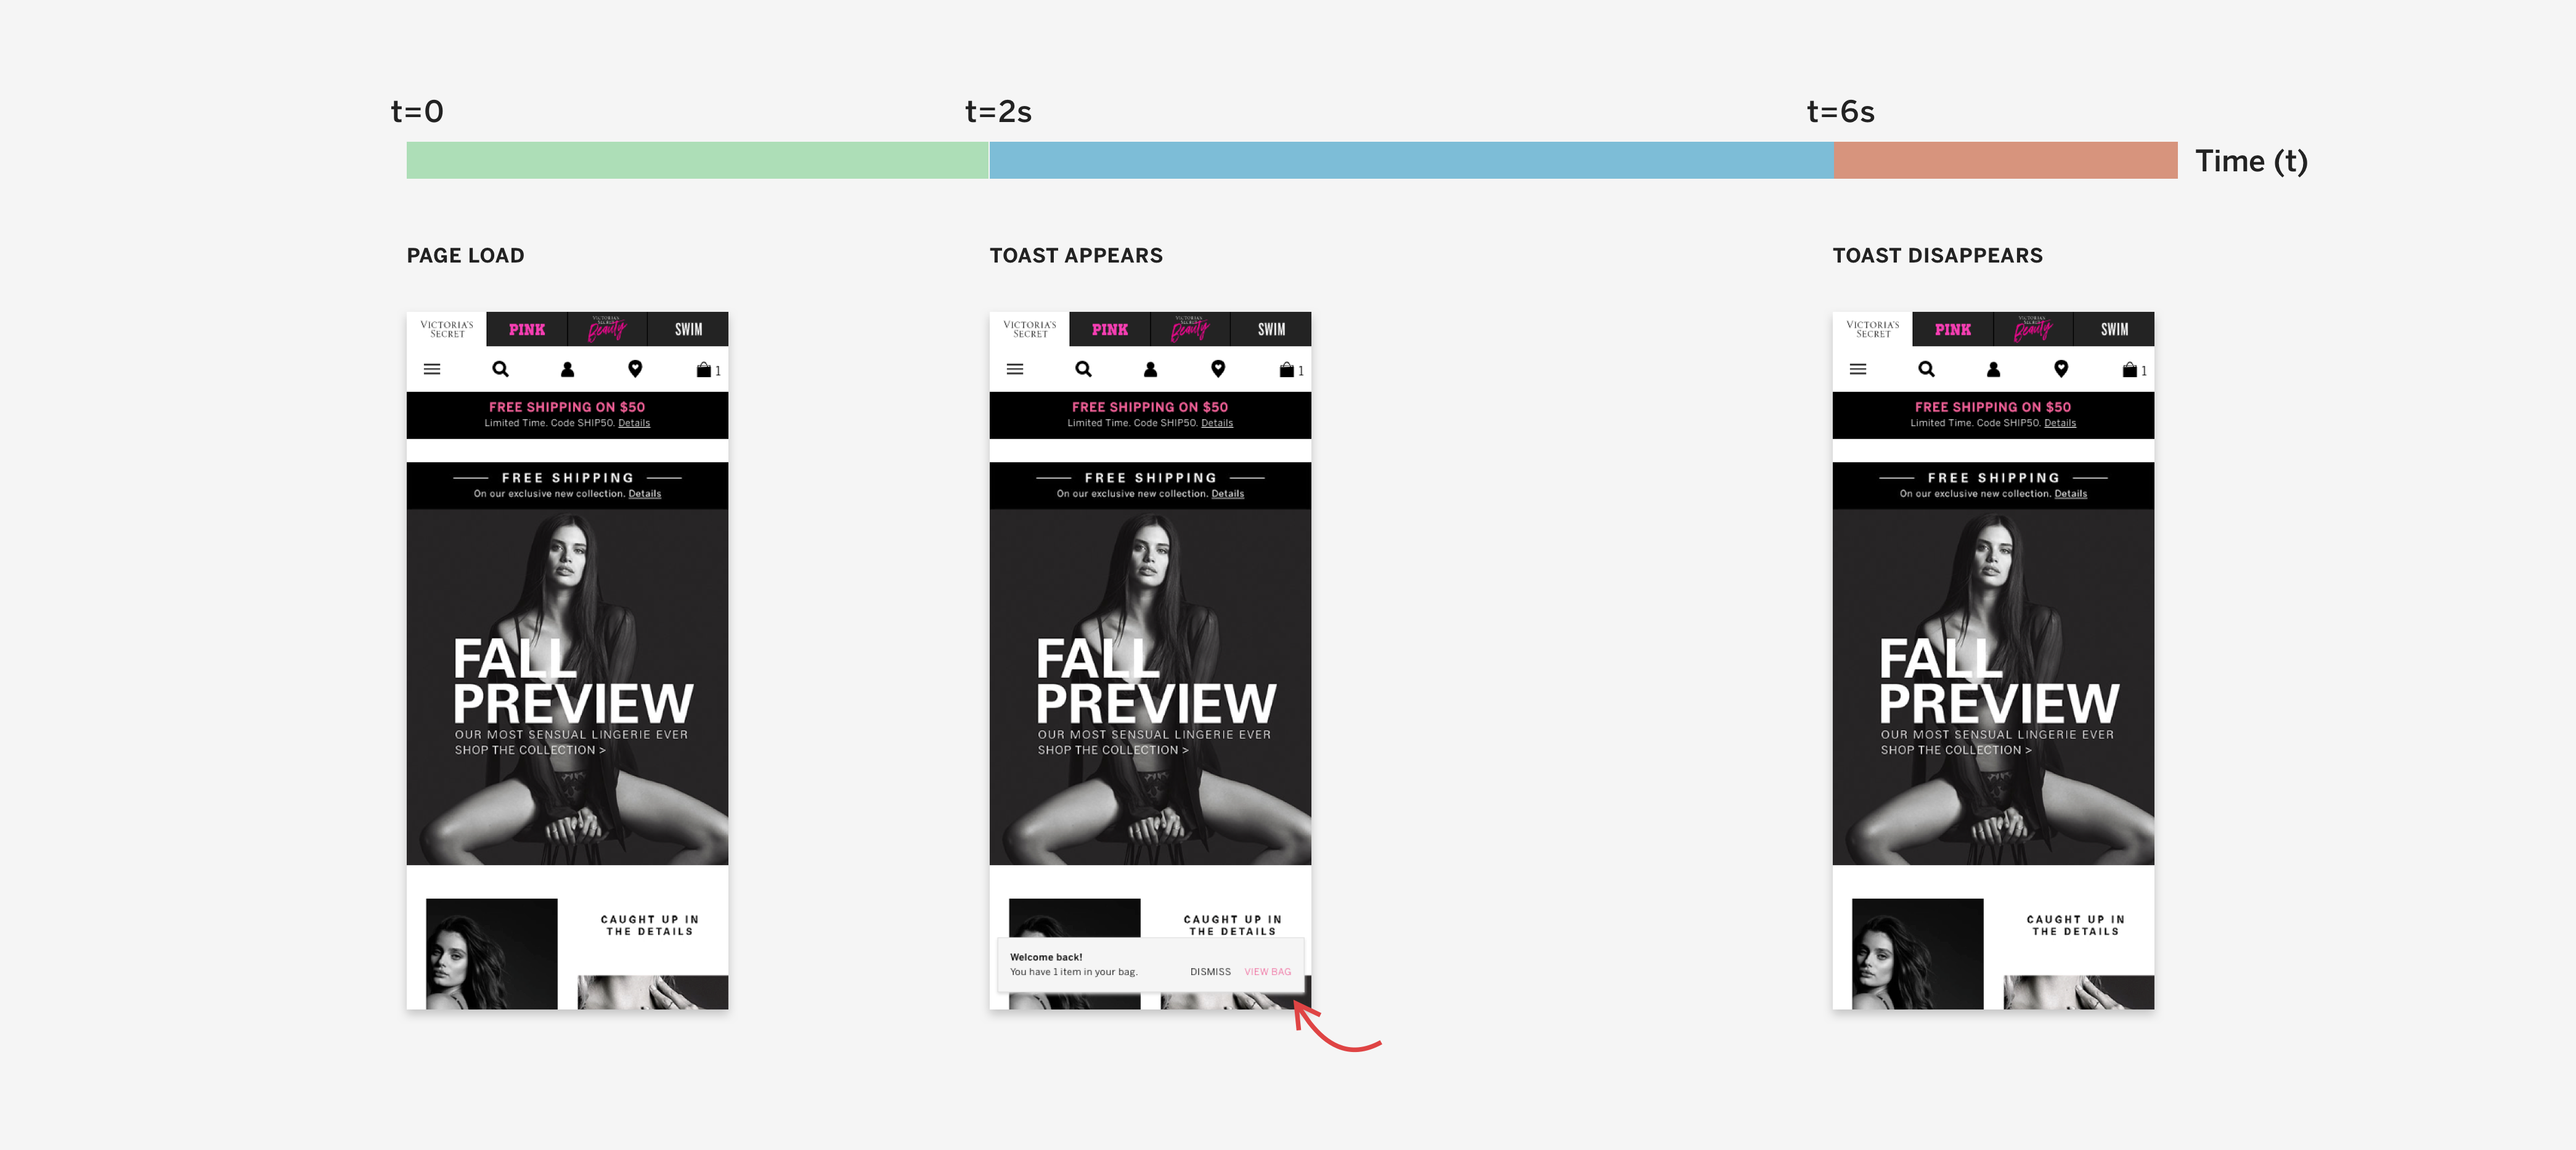 t=0
t=2s
t=6s
Time (t)
PAGE LOAD
TOAST APPEARS
TOAST DISAPPEARS
VICTORIA'S
SECRET
PINK
VICTORIA'S
SECRET
Beauty
SWIM
1
FREE SHIPPING ON $50
Limited Time. Code SHIP50. Details
FREE SHIPPING
On our exclusive new collection. Details
FALL
PREVIEW
OUR MOST SENSUAL LINGERIE EVER
SHOP THE COLLECTION >
CAUGHT UP IN
THE DETAILS
VICTORIA'S
SECRET
PINK
VICTORIA'S
SECRET
Beauty
SWIM
1
FREE SHIPPING ON $50
Limited Time. Code SHIP50. Details
FREE SHIPPING
On our exclusive new collection. Details
FALL
PREVIEW
OUR MOST SENSUAL LINGERIE EVER
SHOP THE COLLECTION >
CAUGHT UP IN
THE DETAILS
Welcome back!
You have 1 item in your bag.
DISMISS
VIEW BAG
VICTORIA'S
SECRET
PINK
VICTORIA'S
SECRET
Beauty
SWIM
1
FREE SHIPPING ON $50
Limited Time. Code SHIP50. Details
FREE SHIPPING
On our exclusive new collection. Details
FALL
PREVIEW
OUR MOST SENSUAL LINGERIE EVER
SHOP THE COLLECTION >
CAUGHT UP IN
THE DETAILS